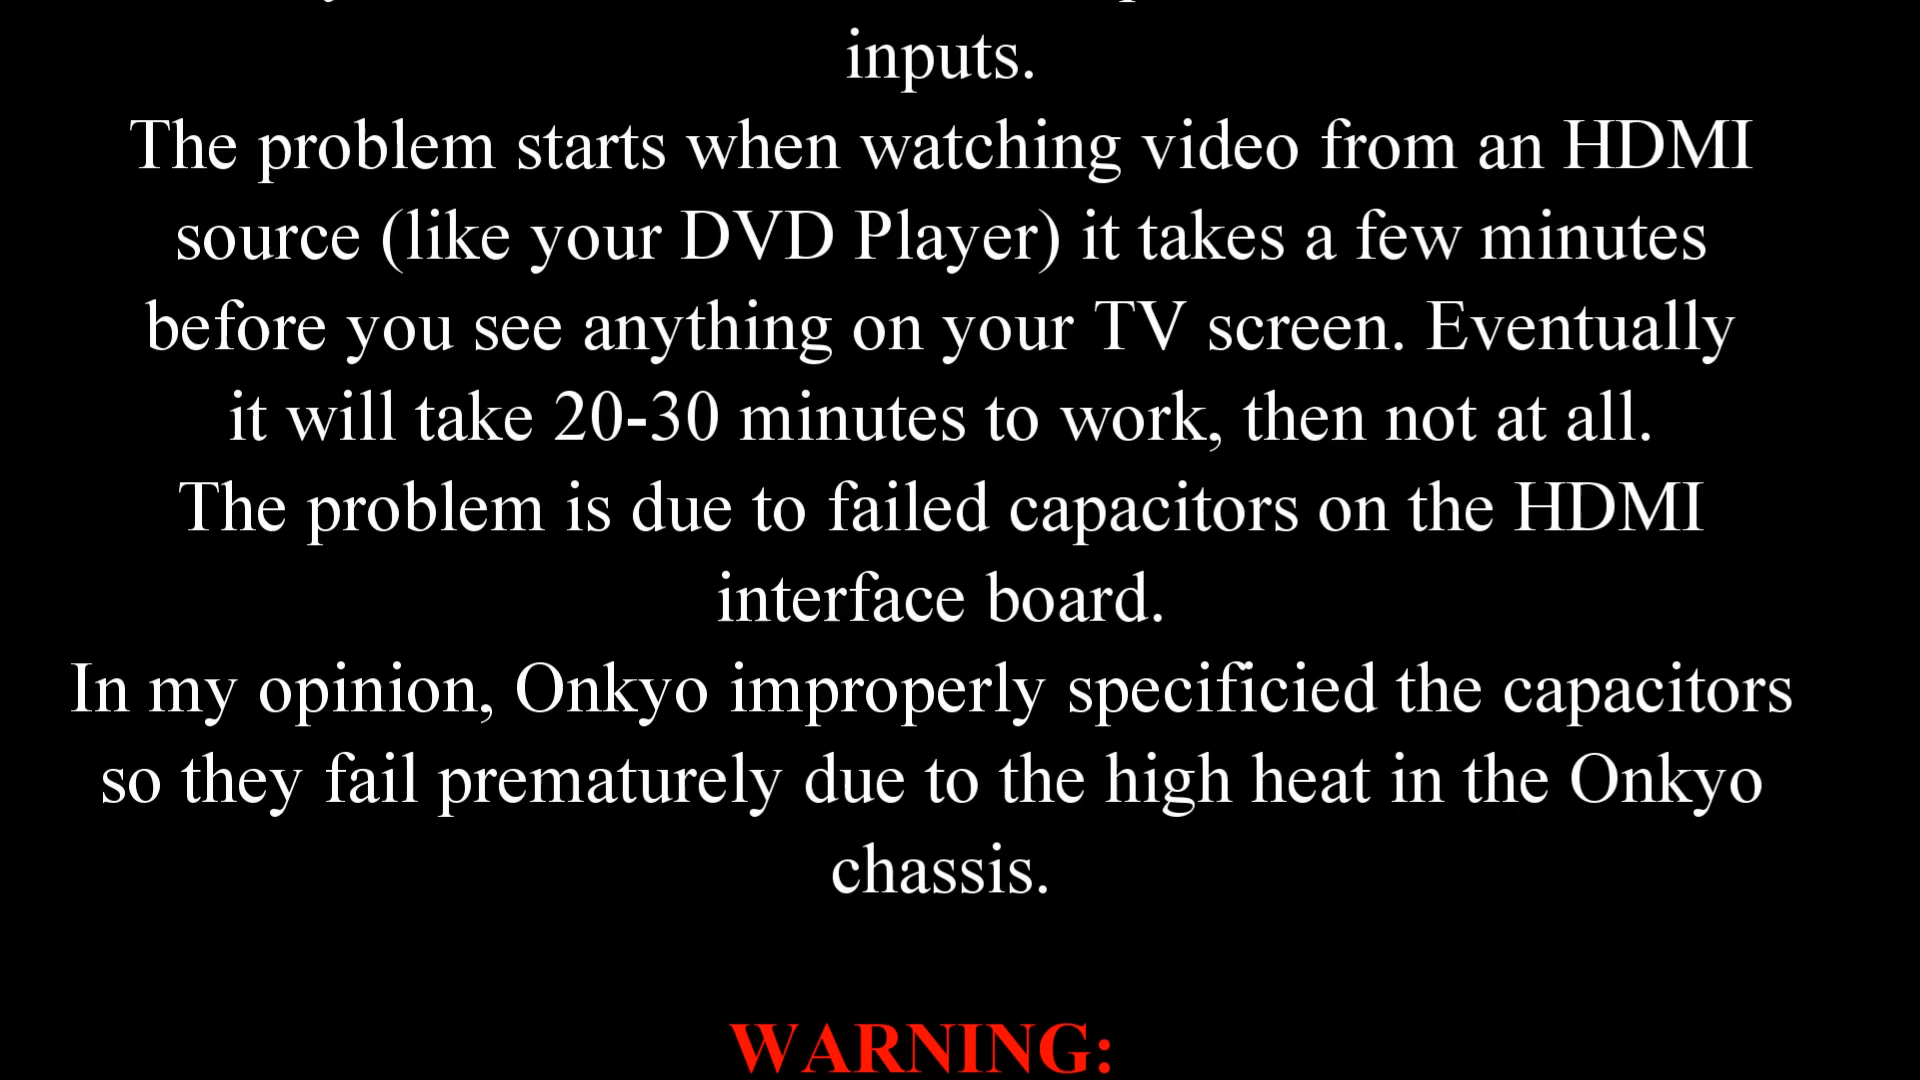 inputs.
The problem starts when watching video from an HDMI
source (like your DVD Player) it takes a few minutes
before you see anything on your TV screen. Eventually
it will take 20-30 minutes to work, then not at all.
The problem is due to failed capacitors on the HDMI
interface board.
In my opinion, Onkyo improperly specificied the capacitors
so they fail prematurely due to the high heat in the Onkyo
chassis.
WARNING: